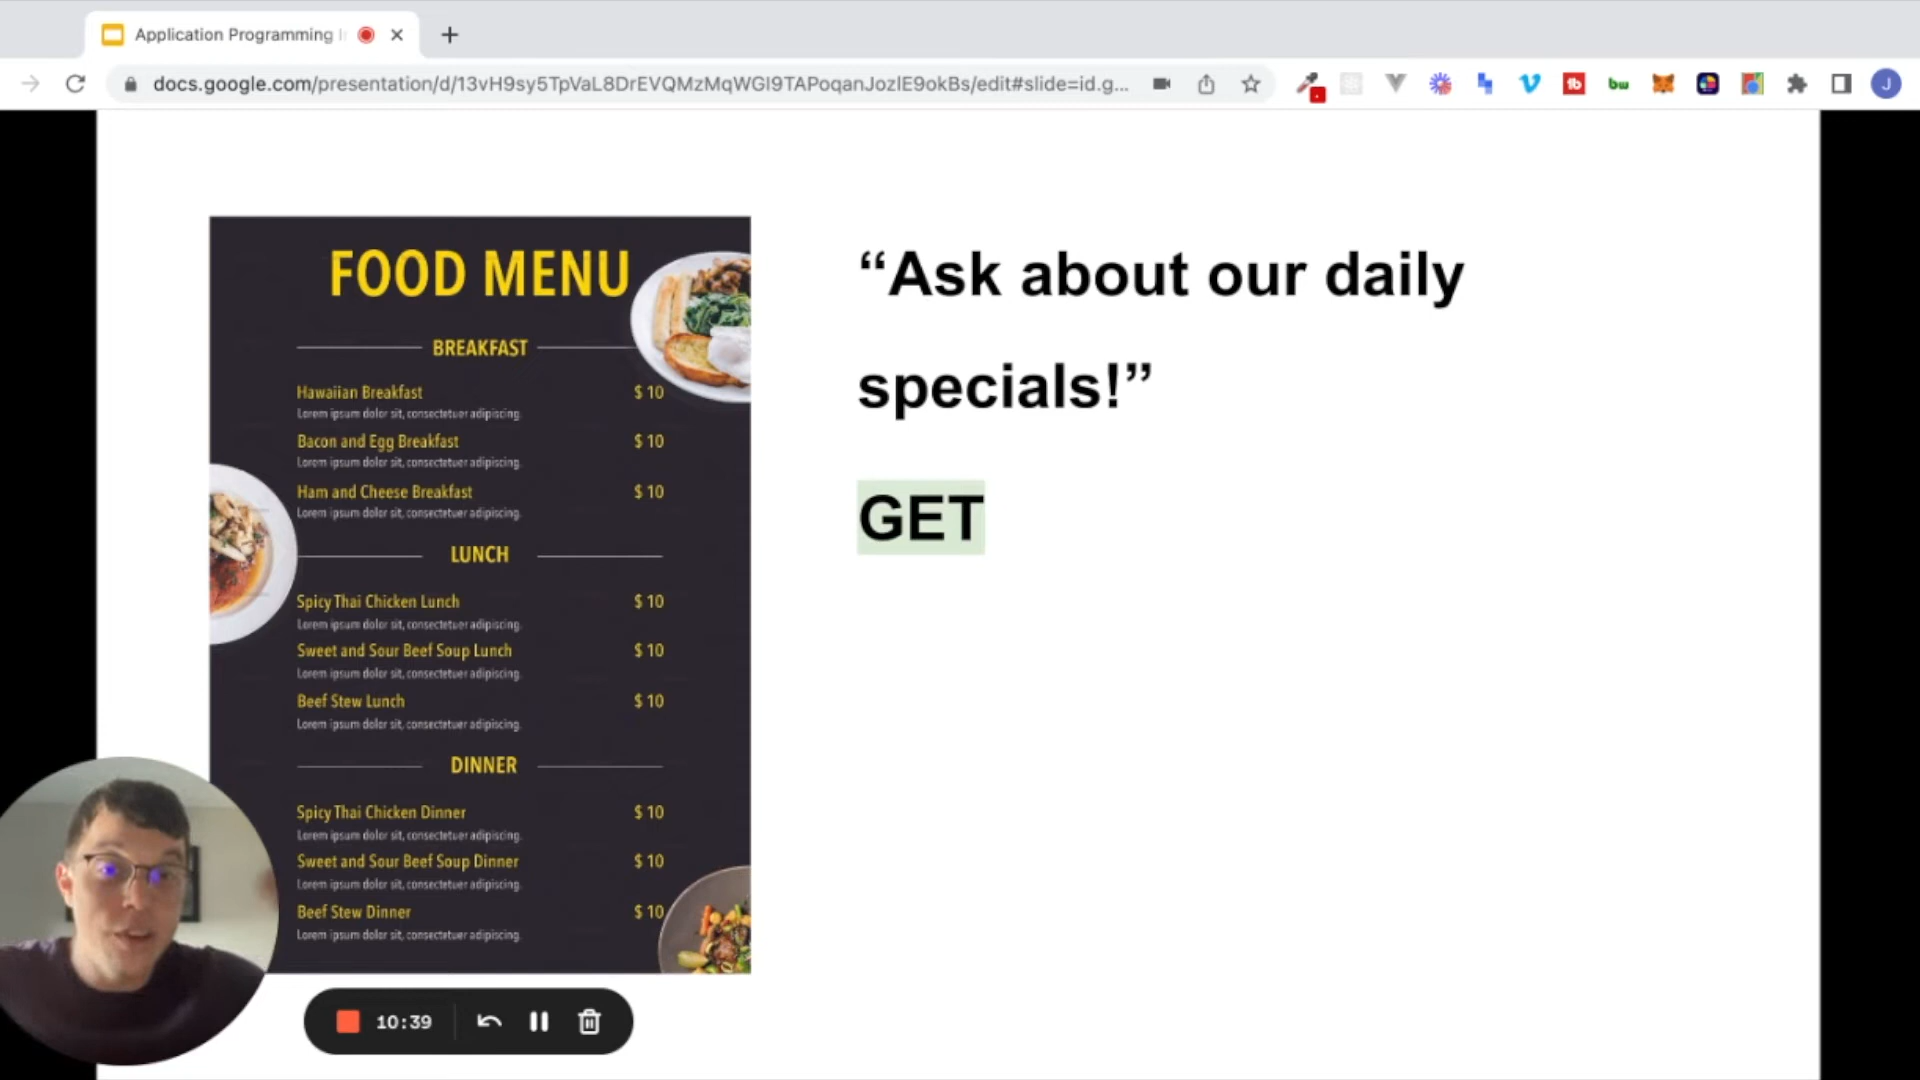 Application Programming I
docs.google.com/presentation/d/13vH9sy5TpVaL8DrEVQMzMqWGI9TAPoqanJozlE9okBs/edit#slide=id.g...
tb
bw
J
FOOD MENU
BREAKFAST
Hawaiian Breakfast $ 10
Lorem ipsum dolor sit, consectetuer adipiscing.
Bacon and Egg Breakfast $ 10
Lorem ipsum dolor sit, consectetuer adipiscing.
Ham and Cheese Breakfast $ 10
Lorem ipsum dolor sit, consectetuer adipiscing.
LUNCH
Spicy Thai Chicken Lunch $ 10
Lorem ipsum dolor sit, consectetuer adipiscing.
Sweet and Sour Beef Soup Lunch $ 10
Lorem ipsum dolor sit, consectetuer adipiscing.
Beef Stew Lunch $ 10
Lorem ipsum dolor sit, consectetuer adipiscing.
DINNER
Spicy Thai Chicken Dinner $ 10
Lorem ipsum dolor sit, consectetuer adipiscing.
Sweet and Sour Beef Soup Dinner $ 10
Lorem ipsum dolor sit, consectetuer adipiscing.
Beef Stew Dinner $ 10
Lorem ipsum dolor sit, consectetuer adipiscing.
“Ask about our daily
specials!”
GET
10:39